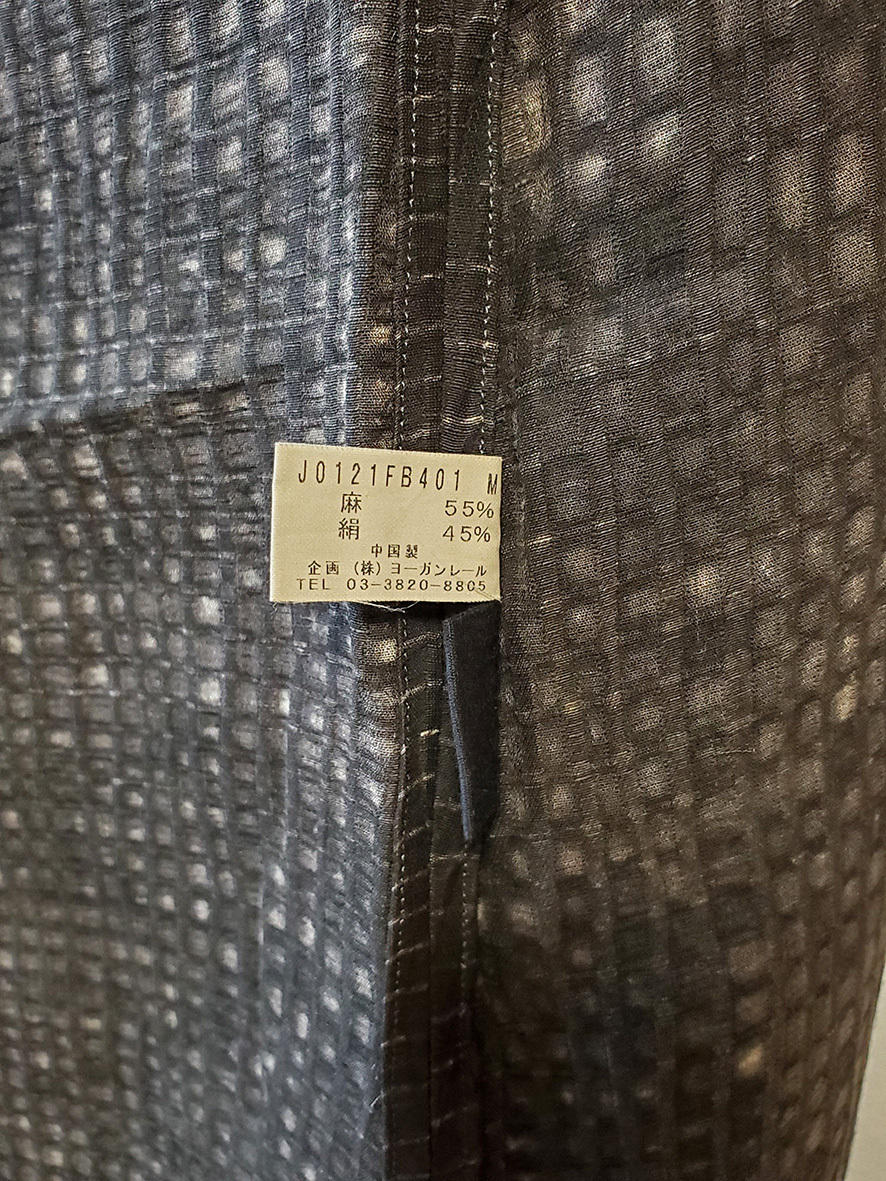 J0121FB401 M
麻 55%
絹 45%
中国製
企画（株）ヨーガンレール
TEL 03-3820-8805